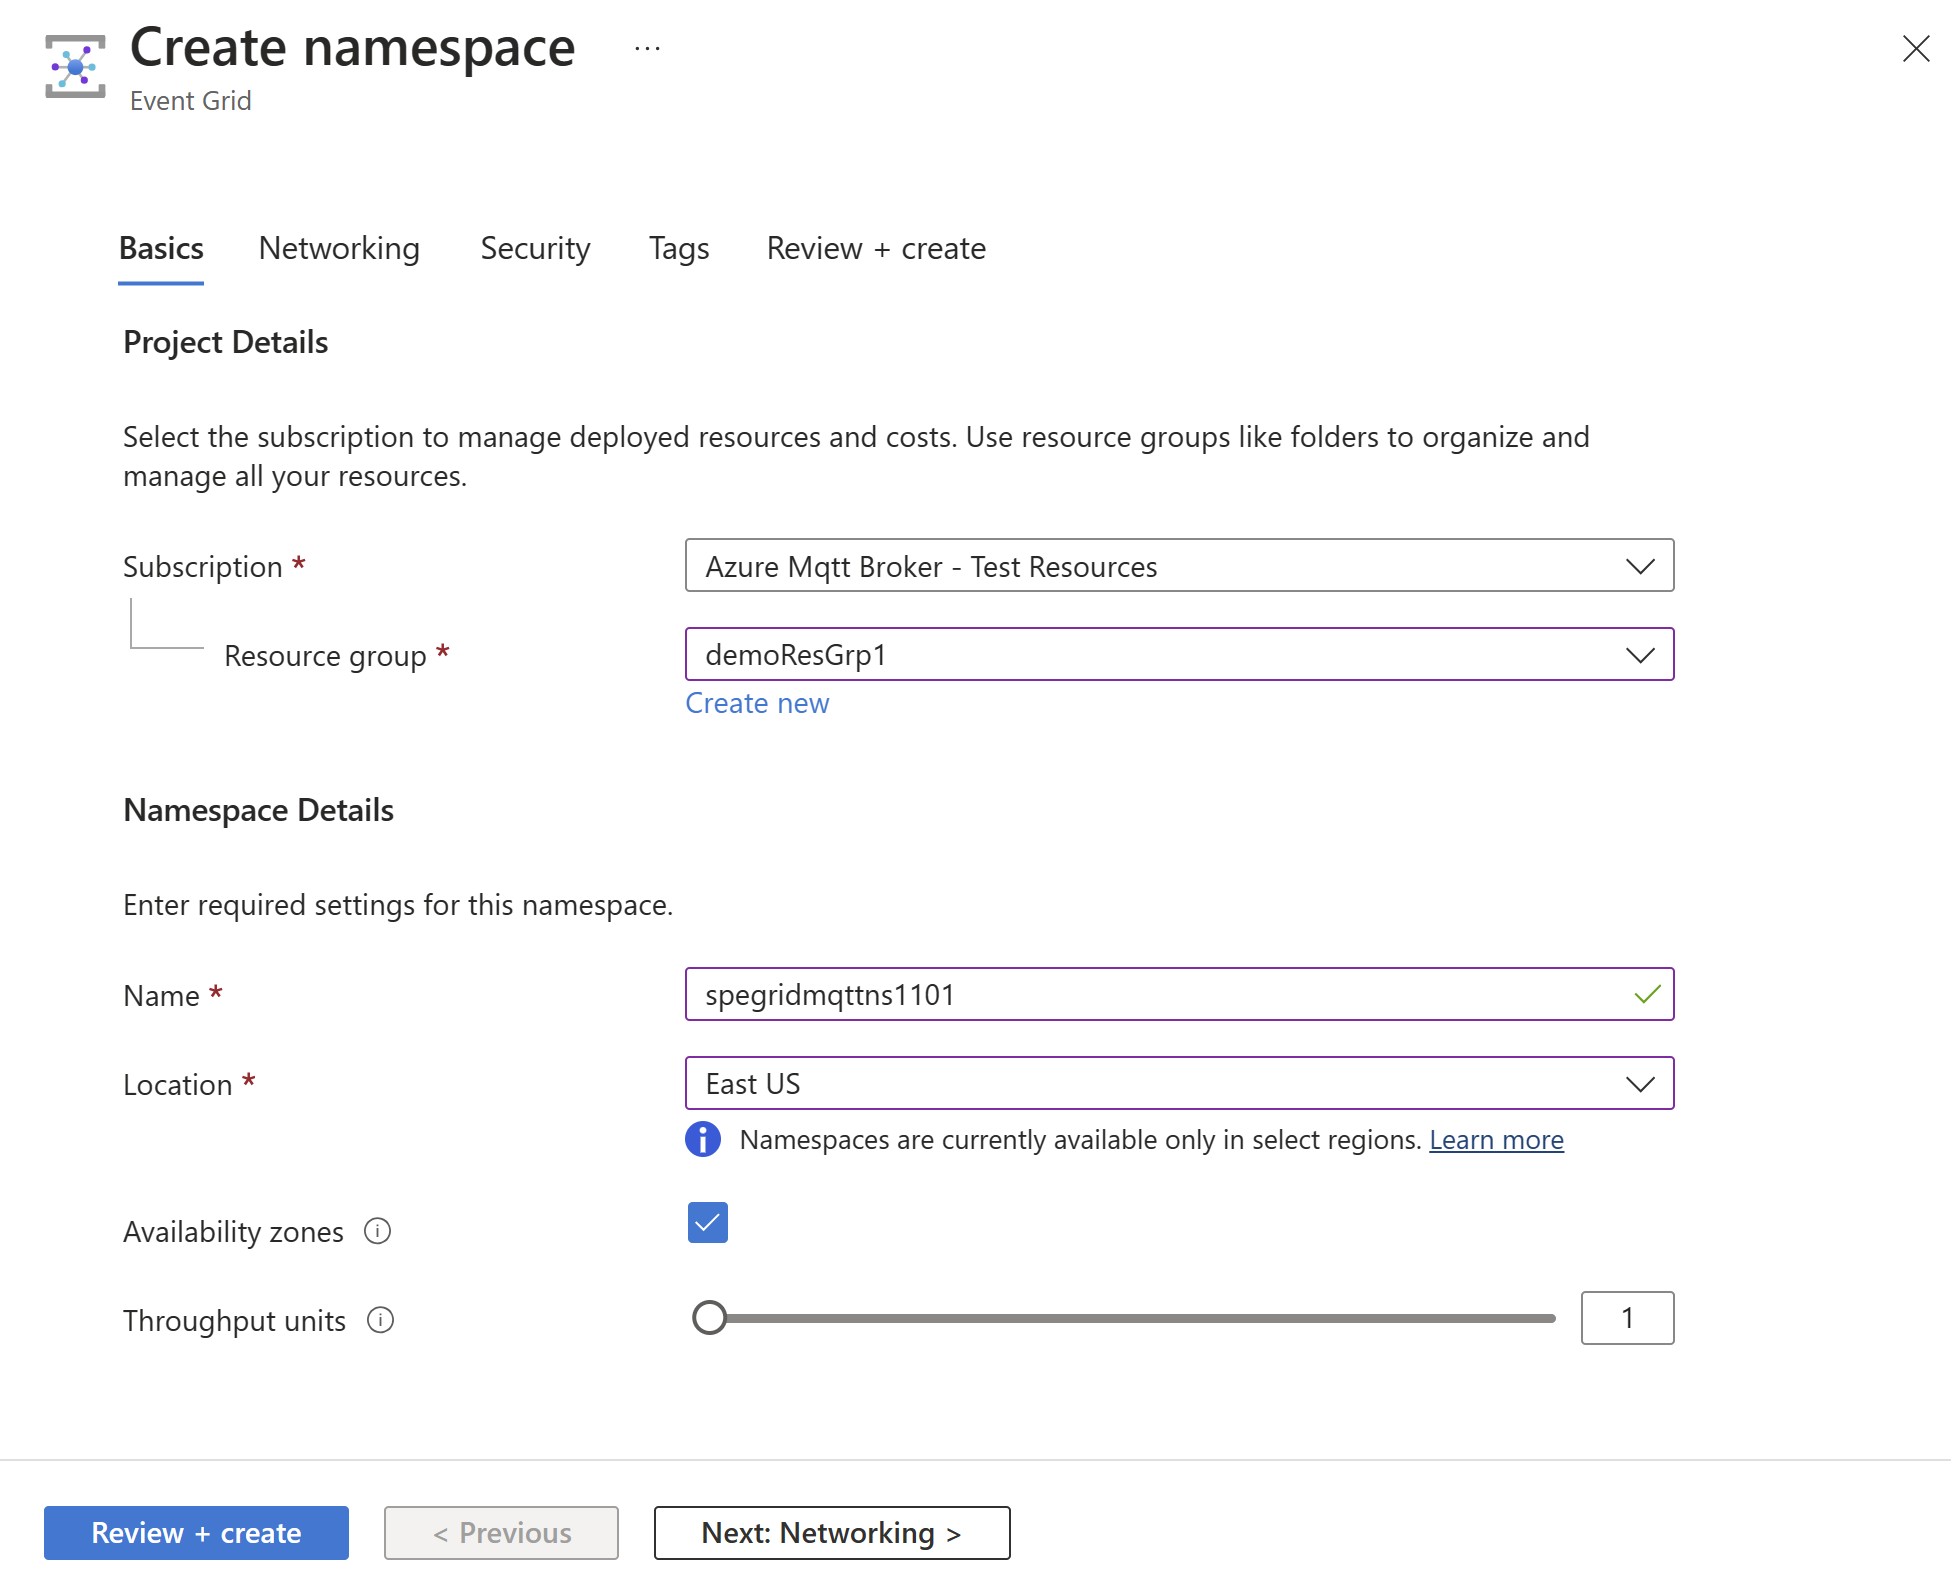 Create namespace ...
Event Grid
Basics Networking Security Tags Review + create
Project Details
Select the subscription to manage deployed resources and costs. Use resource groups like folders to organize and
manage all your resources.
Subscription * Azure Mqtt Broker - Test Resources
Resource group * demoResGrp1
Create new
Namespace Details
Enter required settings for this namespace.
Name * spegridmqttns1101
Location * East US
Namespaces are currently available only in select regions. Learn more
Availability zones
Throughput units 1
Review + create < Previous Next: Networking >